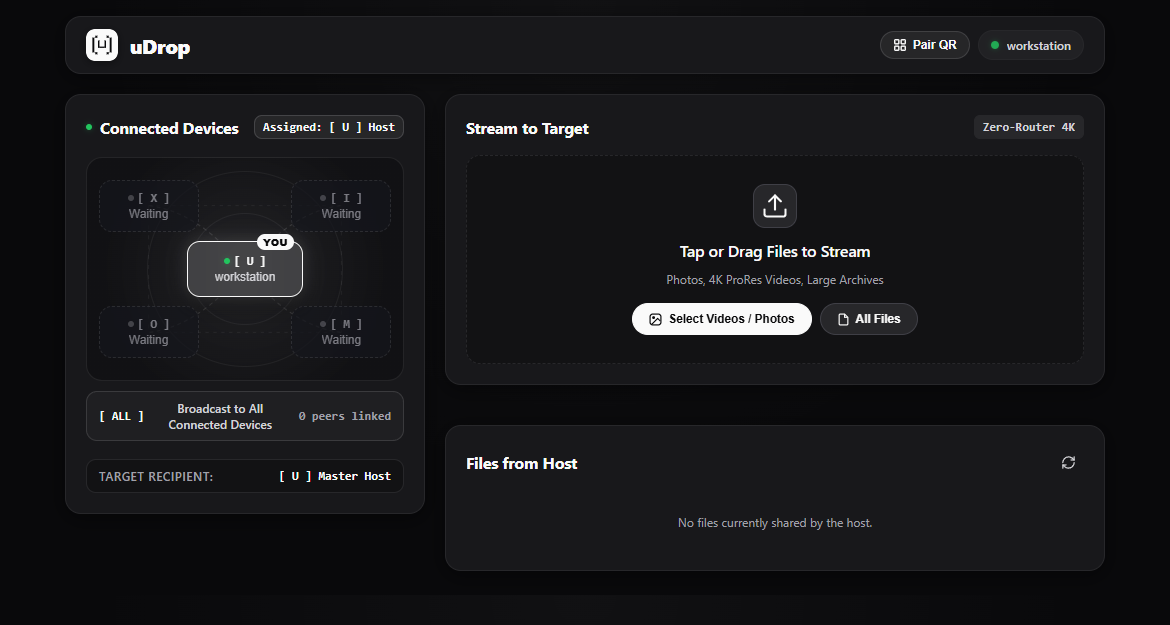 [U]
uDrop
Pair QR
workstation
Connected Devices
Assigned: [ U ] Host
[ X ]
Waiting
[ I ]
Waiting
YOU
[ U ]
workstation
[ O ]
Waiting
[ M ]
Waiting
[ ALL ]
Broadcast to All
Connected Devices
0 peers linked
TARGET RECIPIENT:
[ U ] Master Host
Stream to Target
Zero-Router 4K
Tap or Drag Files to Stream
Photos, 4K ProRes Videos, Large Archives
Select Videos / Photos
All Files
Files from Host
No files currently shared by the host.